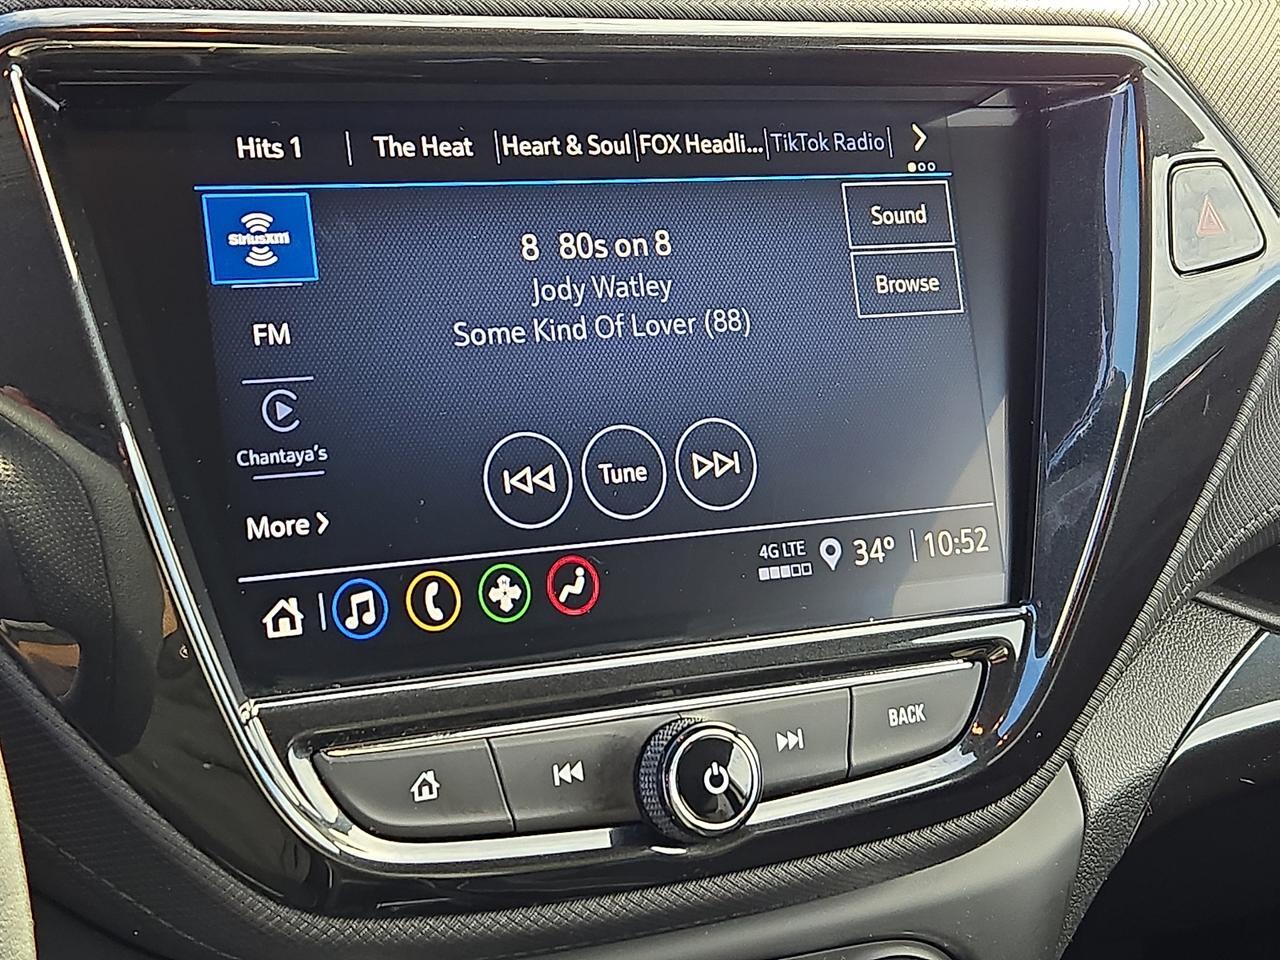 Hits 1 | The Heat | Heart & Soul | FOX Headli... | TikTok Radio |
SiriusXM
Sound
8 80s on 8
Jody Watley
Browse
Some Kind Of Lover (88)
FM
Chantaya's
Tune
More
4G LTE 34° | 10:52
BACK